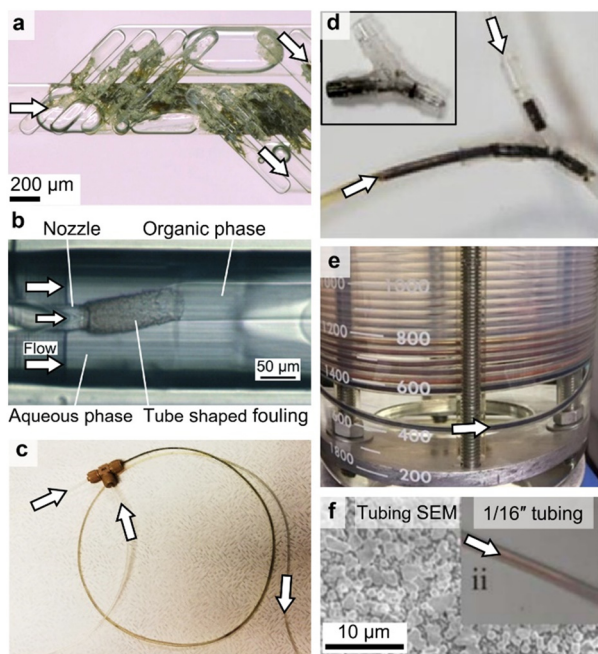 a
200 µm
b
Nozzle Organic phase
Flow
50 µm
Aqueous phase Tube shaped fouling
c
d
e
1000 1000
1200 800
1400 600
400
1800 200
f Tubing SEM 1/16″ tubing
ii
10 µm